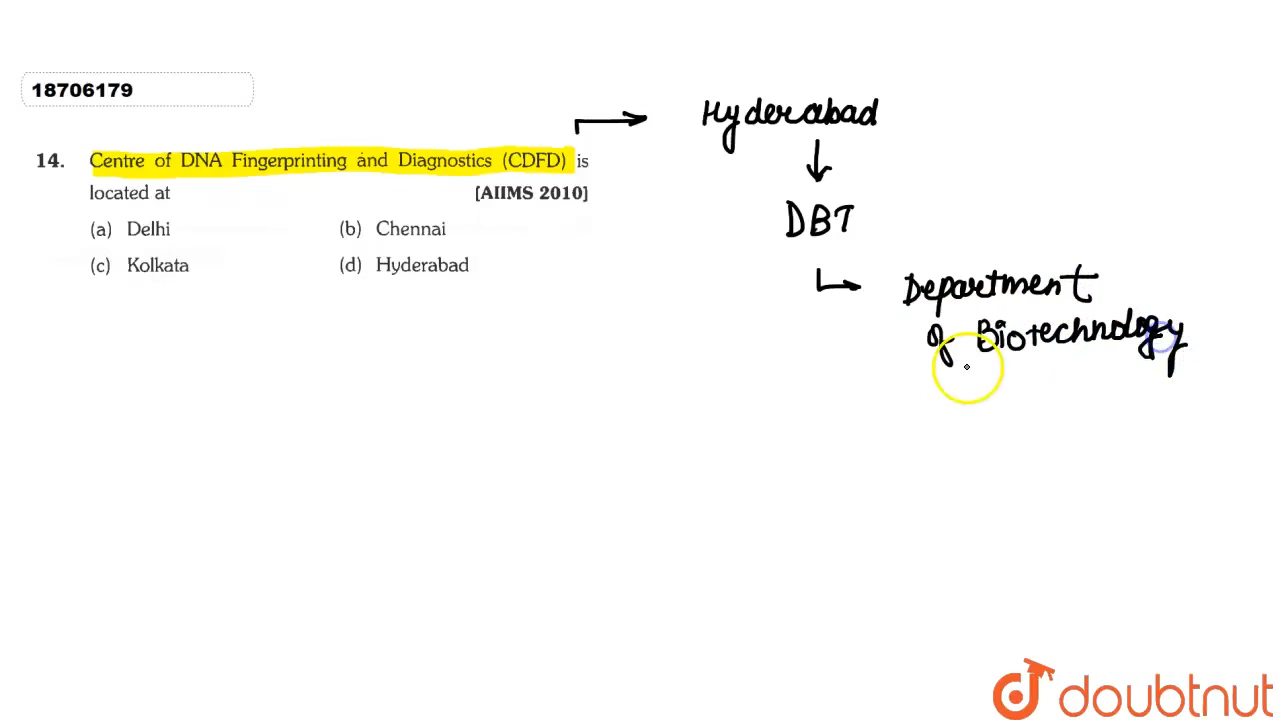 18706179
14. Centre of DNA Fingerprinting and Diagnostics (CDFD) is
located at [AIIMS 2010]
(a) Delhi (b) Chennai
(c) Kolkata (d) Hyderabad
Hyderabad
DBT
Department
of Biotechnology
doubtnut